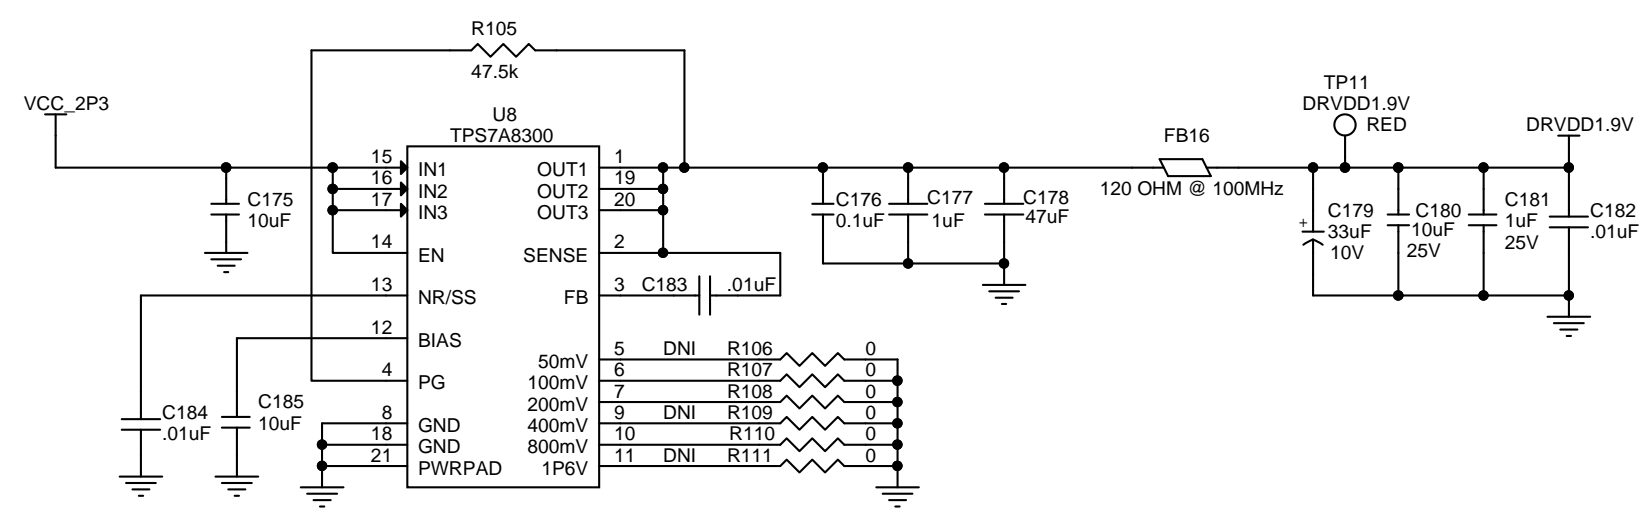 R105
47.5k
VCC_2P3
U8
TPS7A8300
TP11
DRVDD1.9V
RED
FB16
120 OHM @ 100MHz
DRVDD1.9V
15 IN1 OUT1 1
16 IN2 OUT2 19
17 IN3 OUT3 20
14 EN SENSE 2
13 NR/SS FB 3
12 BIAS
4 PG
8 GND
18 GND
21 PWRPAD
C175
10uF
C176
0.1uF
C177
1uF
C178
47uF
+
C179
33uF
10V
C180
10uF
25V
C181
1uF
25V
C182
.01uF
C183 .01uF
C184
.01uF
C185
10uF
50mV 5 DNI R106 0
100mV 6 R107 0
200mV 7 R108 0
400mV 9 DNI R109 0
800mV 10 R110 0
1P6V 11 DNI R111 0